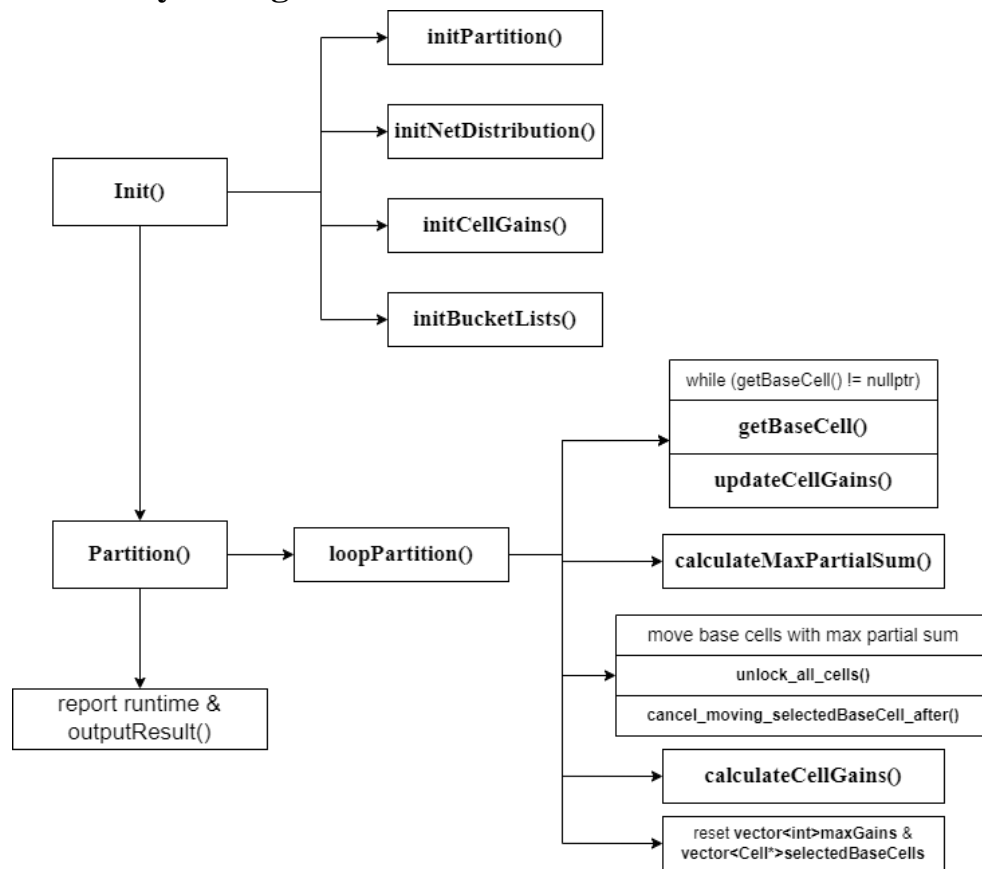 initPartition()
initNetDistribution()
Init()
initCellGains()
initBucketLists()
while (getBaseCell() != nullptr)
getBaseCell()
updateCellGains()
Partition()
loopPartition()
calculateMaxPartialSum()
move base cells with max partial sum
unlock_all_cells()
cancel_moving_selectedBaseCell_after()
report runtime &
outputResult()
calculateCellGains()
reset vector<int>maxGains &
vector<Cell*>selectedBaseCells